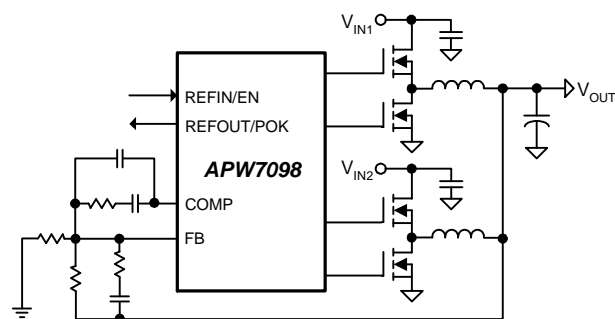 V_IN1
REFIN/EN
V_OUT
REFOUT/POK
APW7098
V_IN2
COMP
FB